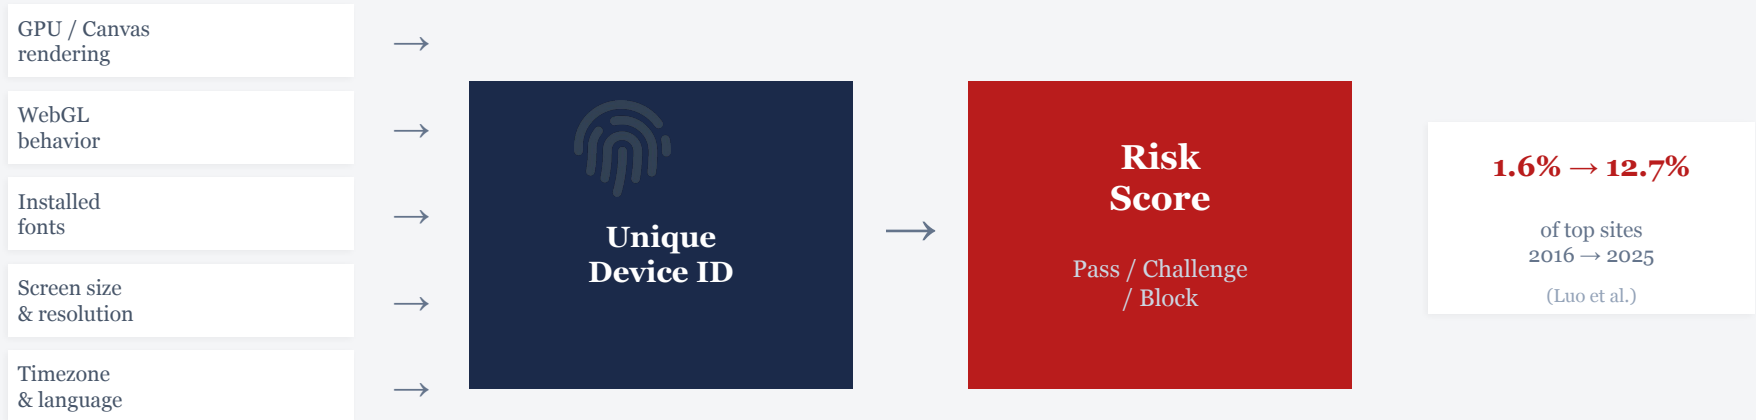 GPU / Canvas
rendering
→
WebGL
behavior
→
Installed
fonts
→
Screen size
& resolution
→
Timezone
& language
→
Unique
Device ID
→
Risk
Score
Pass / Challenge
/ Block
1.6% → 12.7%
of top sites
2016 → 2025
(Luo et al.)